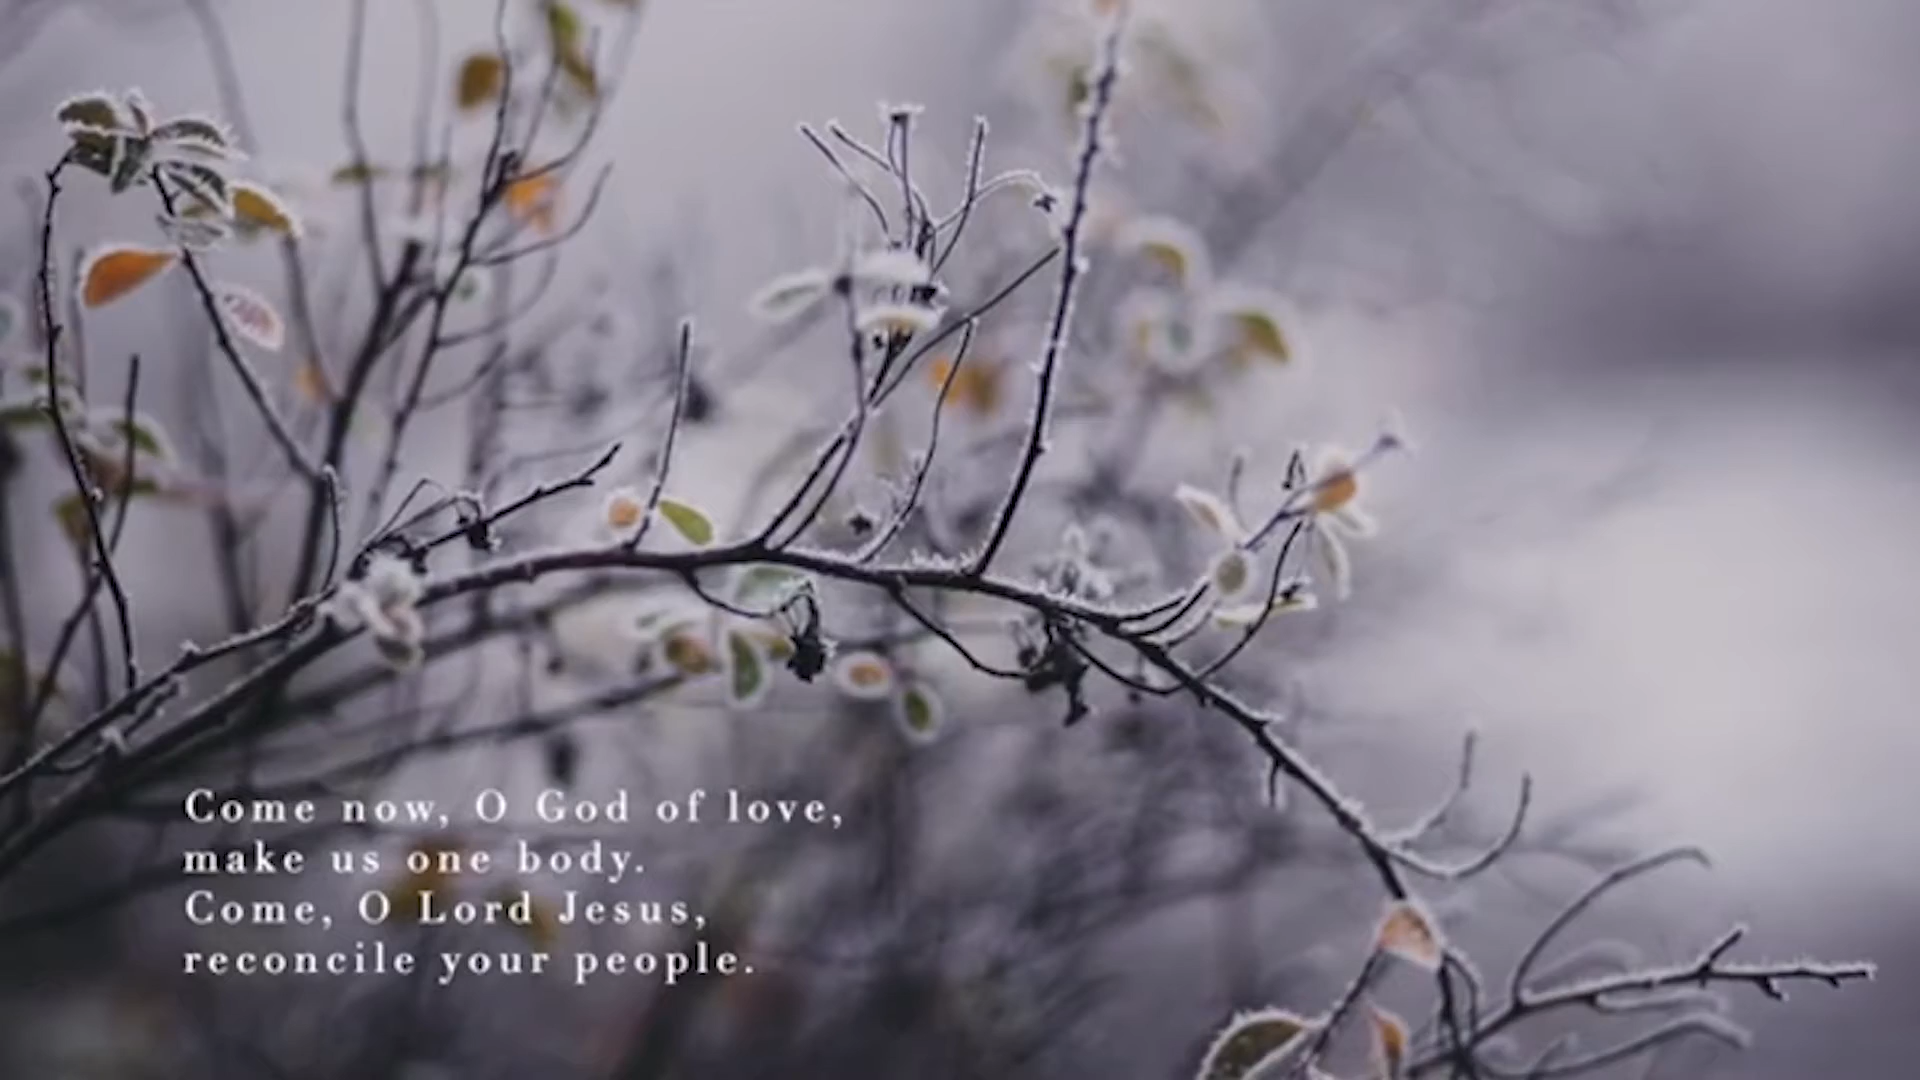 Come now, O God of love,
make us one body.
Come, O Lord Jesus,
reconcile your people.